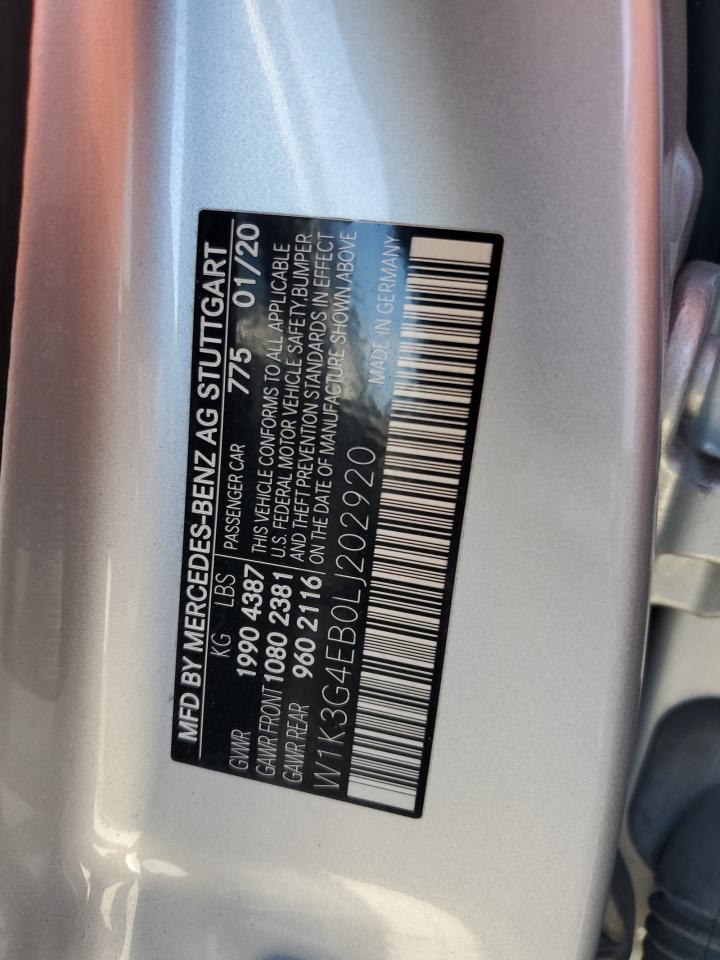 MFD BY MERCEDES-BENZ AG STUTTGART
KG LBS PASSENGER CAR 775 01/20
GVWR 1990 4387 THIS VEHICLE CONFORMS TO ALL APPLICABLE
GAWR FRONT 1080 2381 U.S. FEDERAL MOTOR VEHICLE SAFETY, BUMPER
GAWR REAR 960 2116 AND THEFT PREVENTION STANDARDS IN EFFECT
ON THE DATE OF MANUFACTURE SHOWN ABOVE
W1K3G4EB0LJ202920 MADE IN GERMANY